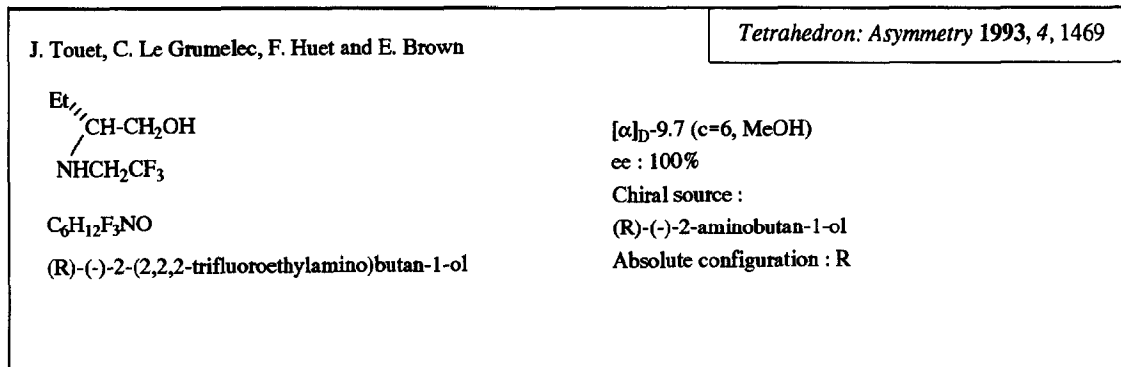 J. Touet, C. Le Grumelec, F. Huet and E. Brown
Tetrahedron: Asymmetry 1993, 4, 1469
Et
CH-CH₂OH
NHCH₂CF₃
C₆H₁₂F₃NO
(R)-(-)-2-(2,2,2-trifluoroethylamino)butan-1-ol
[α]D-9.7 (c=6, MeOH)
ee : 100%
Chiral source :
(R)-(-)-2-aminobutan-1-ol
Absolute configuration : R